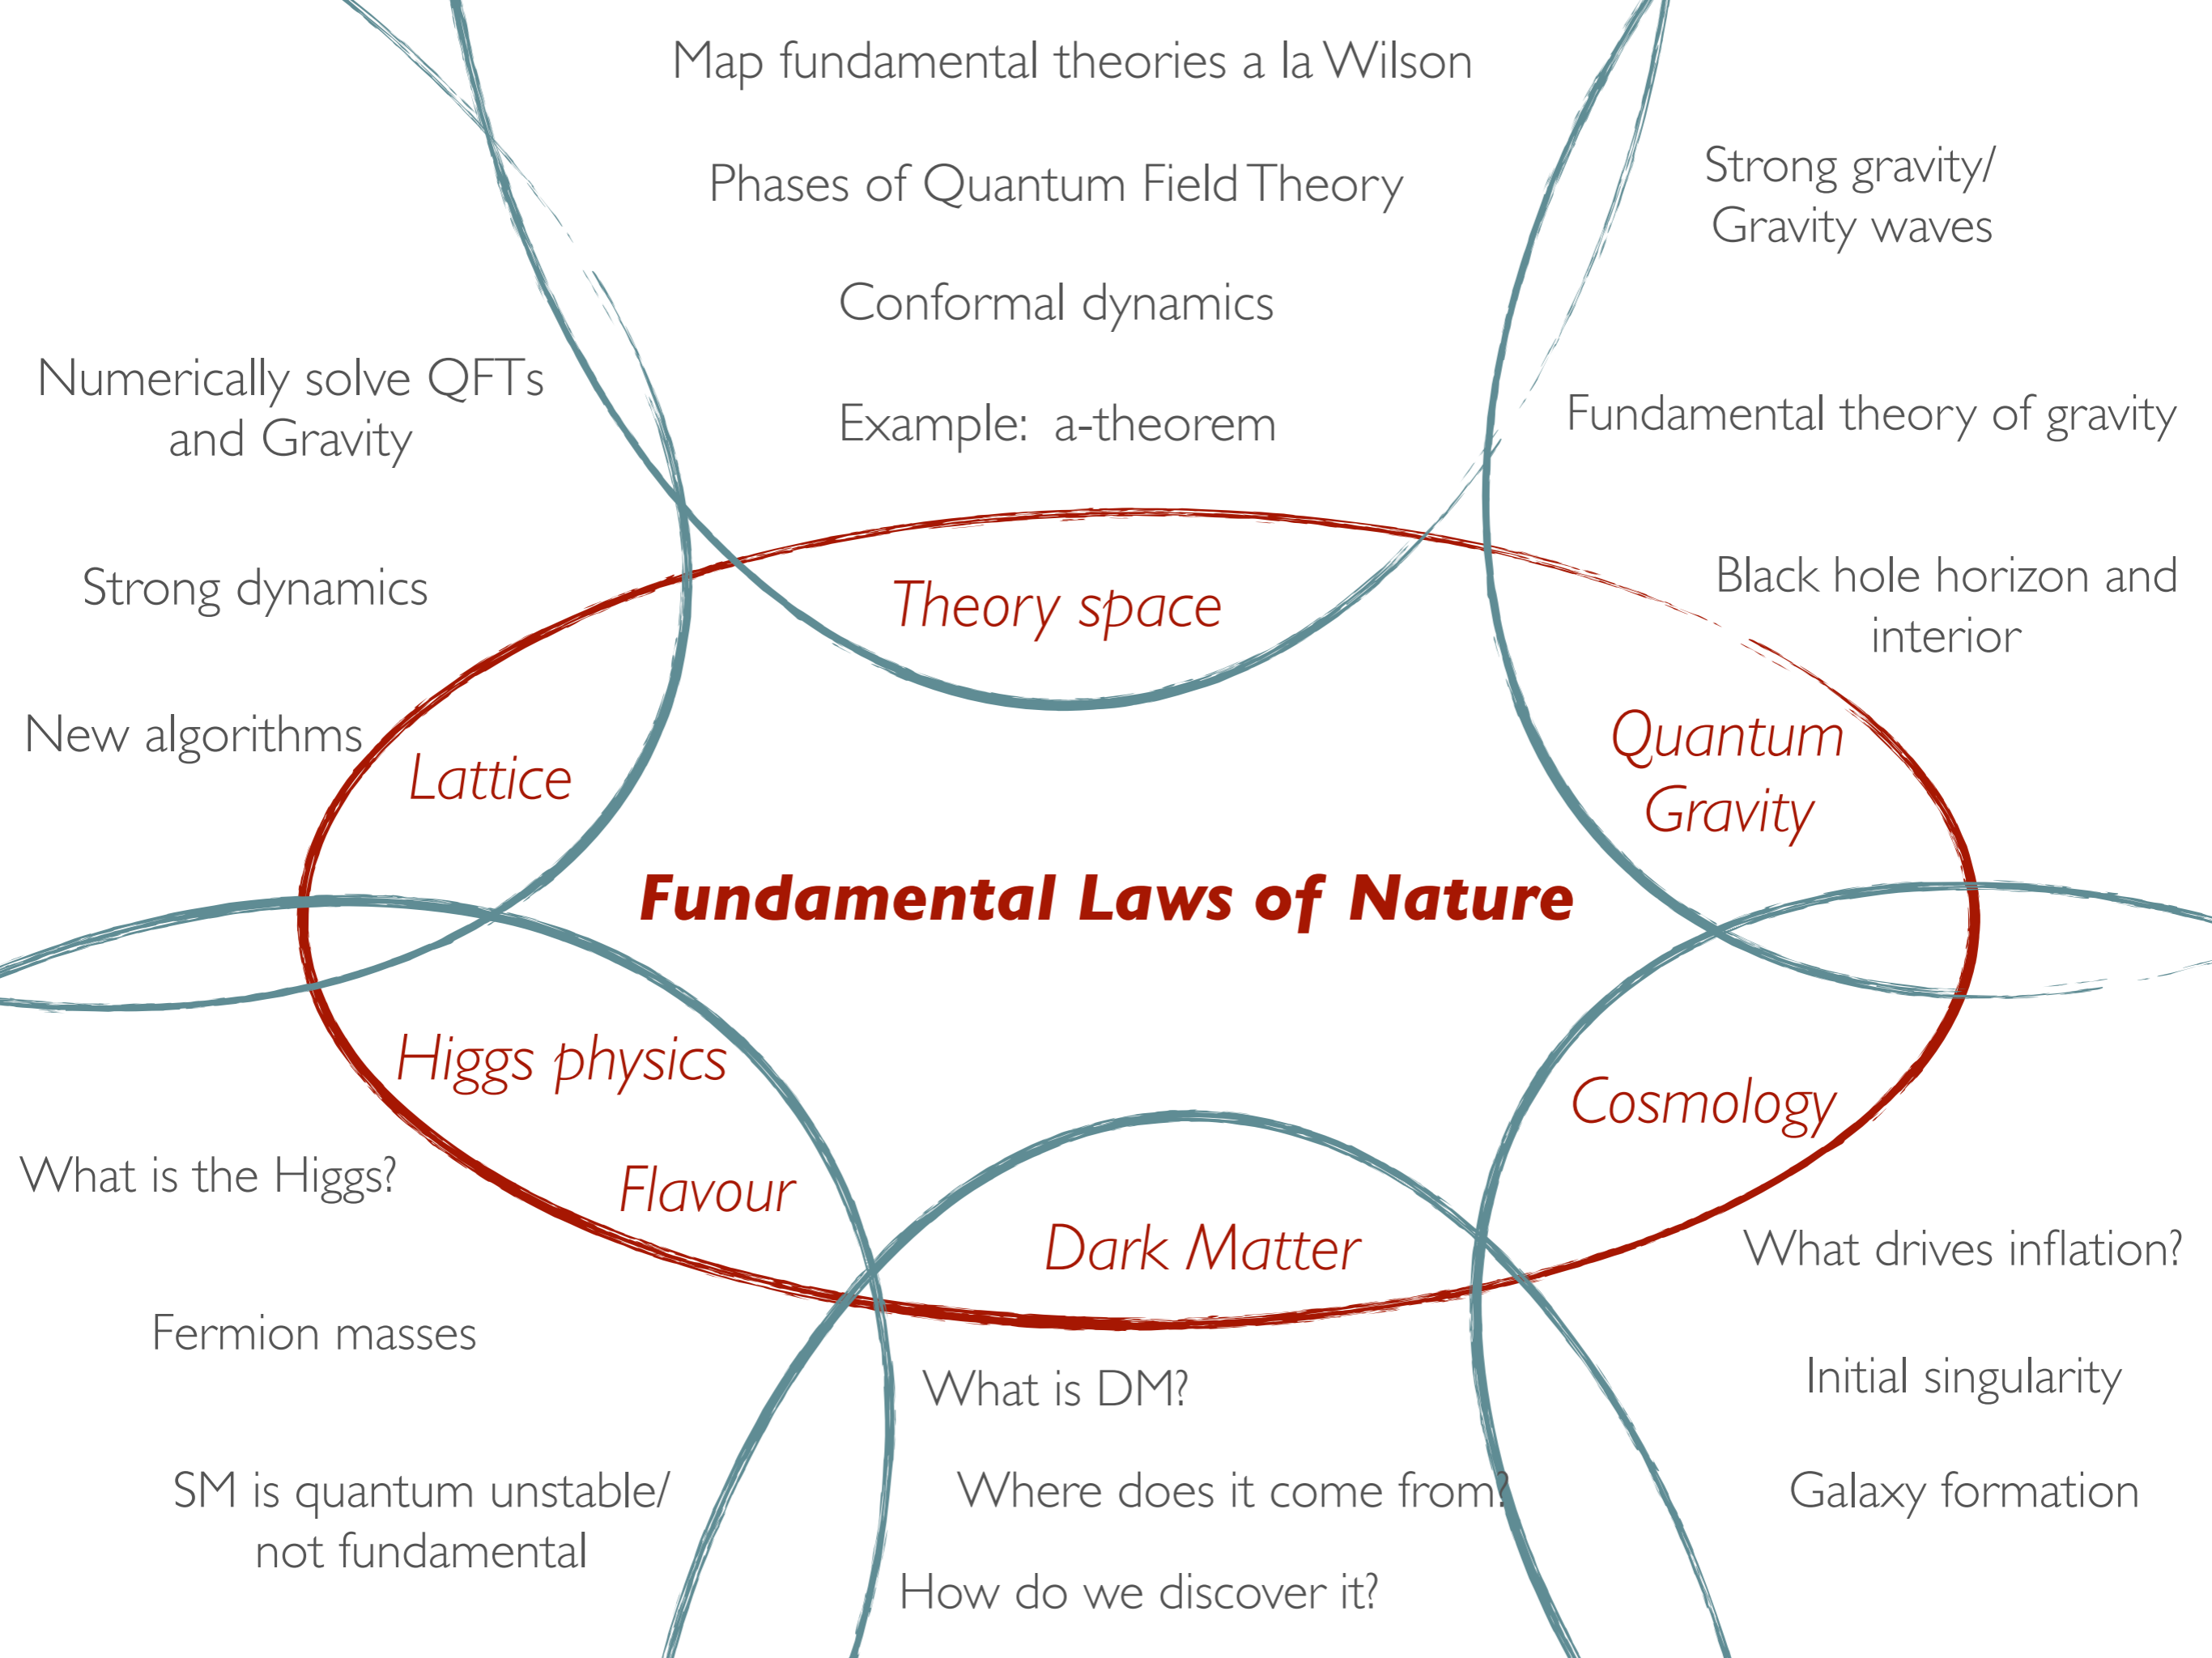 Map fundamental theories a la Wilson
Phases of Quantum Field Theory
Conformal dynamics
Example: a-theorem
Strong gravity/
Gravity waves
Fundamental theory of gravity
Black hole horizon and
interior
Numerically solve QFTs
and Gravity
Strong dynamics
New algorithms
Theory space
Lattice
Quantum
Gravity
Fundamental Laws of Nature
Higgs physics
Flavour
Dark Matter
Cosmology
What is the Higgs?
Fermion masses
SM is quantum unstable/
not fundamental
What is DM?
Where does it come from?
How do we discover it?
What drives inflation?
Initial singularity
Galaxy formation